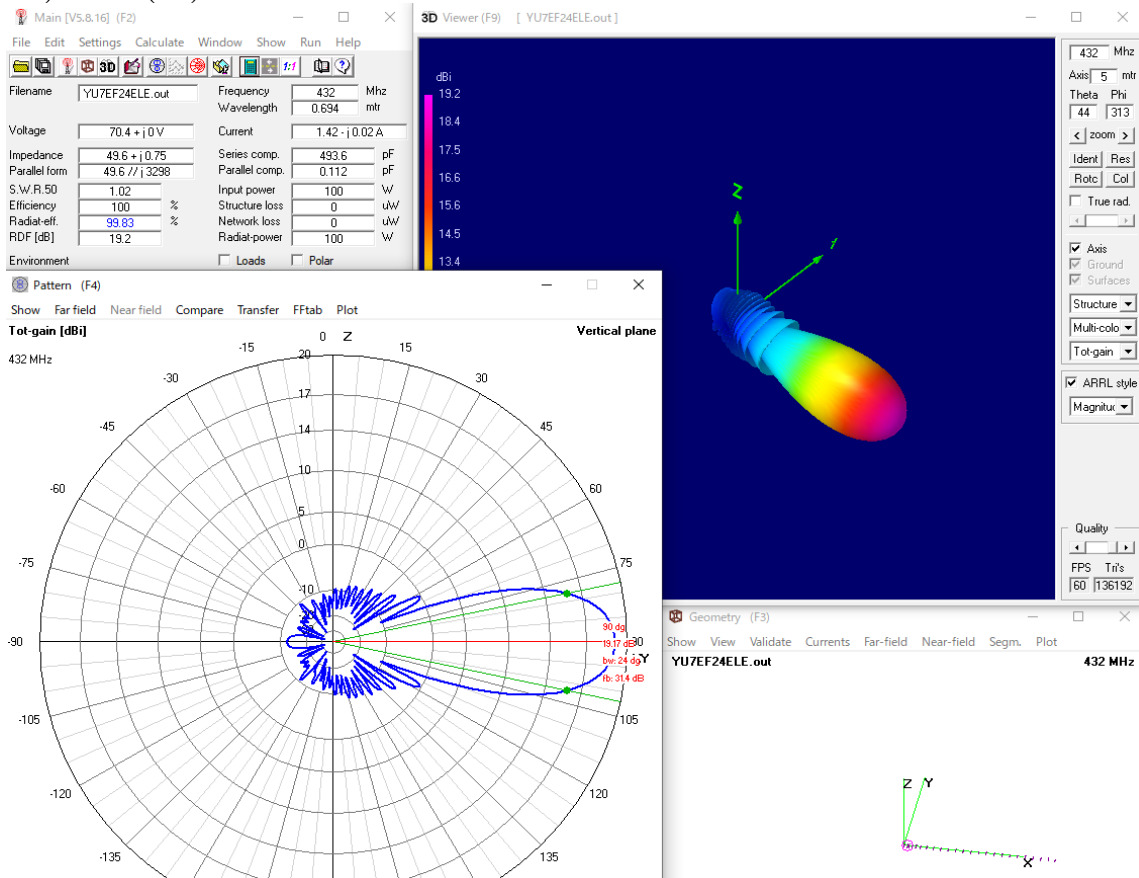 Main [V5.8.16] (F2)
File Edit Settings Calculate Window Show Run Help
3D 1:1
Filename YU7EF24ELE.out Frequency 432 Mhz
Wavelength 0.694 mtr
Voltage 70.4 + j 0 V Current 1.42 - j 0.02 A
Impedance 49.6 + j 0.75 Series comp. 493.6 pF
Parallel form 49.6 // j 3298 Parallel comp. 0.112 pF
S.W.R.50 1.02 Input power 100 W
Efficiency 100 % Structure loss 0 uW
Radiat-eff. 99.83 % Network loss 0 uW
RDF [dB] 19.2 Radiat-power 100 W
Environment Loads Polar
3D Viewer (F9) [ YU7EF24ELE.out ]
dBi
19.2
18.4
17.5
16.6
15.6
14.5
13.4
Z
432 Mhz
Axis 5 mtr
Theta Phi
44 313
< zoom >
Ident Res
Rotc Col
True rad.
Axis
Ground
Surfaces
Structure
Multi-colo
Tot-gain
ARRL style
Magnituc
Quality
FPS Tri's
60 136192
Pattern (F4)
Show Far field Near field Compare Transfer FFtab Plot
Tot-gain [dBi] Vertical plane
432 MHz
0 Z
-15 15
-30 30
-45 45
-60 60
-75 75
-90
-105 105
-120 120
-135 135
20
17
14
10
5
0
-10
90 dg
19.17 dB
bw: 24 dg
fb: 31.4 dB
Y
Geometry (F3)
Show View Validate Currents Far-field Near-field Segm. Plot
YU7EF24ELE.out 432 MHz
Z Y
X